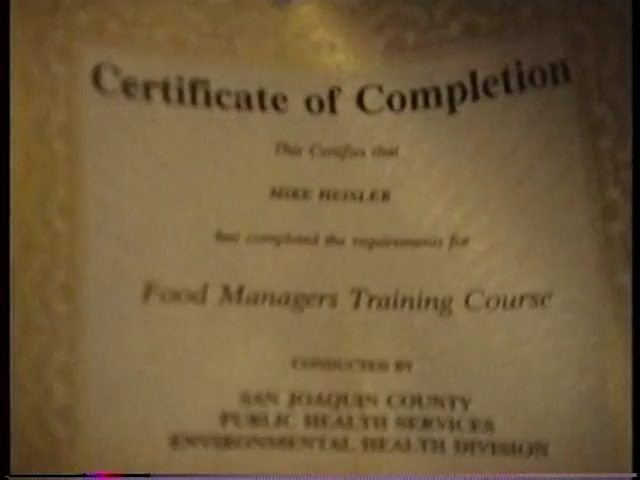 Certificate of Completion
This Certifies that
MIKE HEISLER
has completed the requirements for
Food Managers Training Course
CONDUCTED BY
SAN JOAQUIN COUNTY
PUBLIC HEALTH SERVICES
ENVIRONMENTAL HEALTH DIVISION